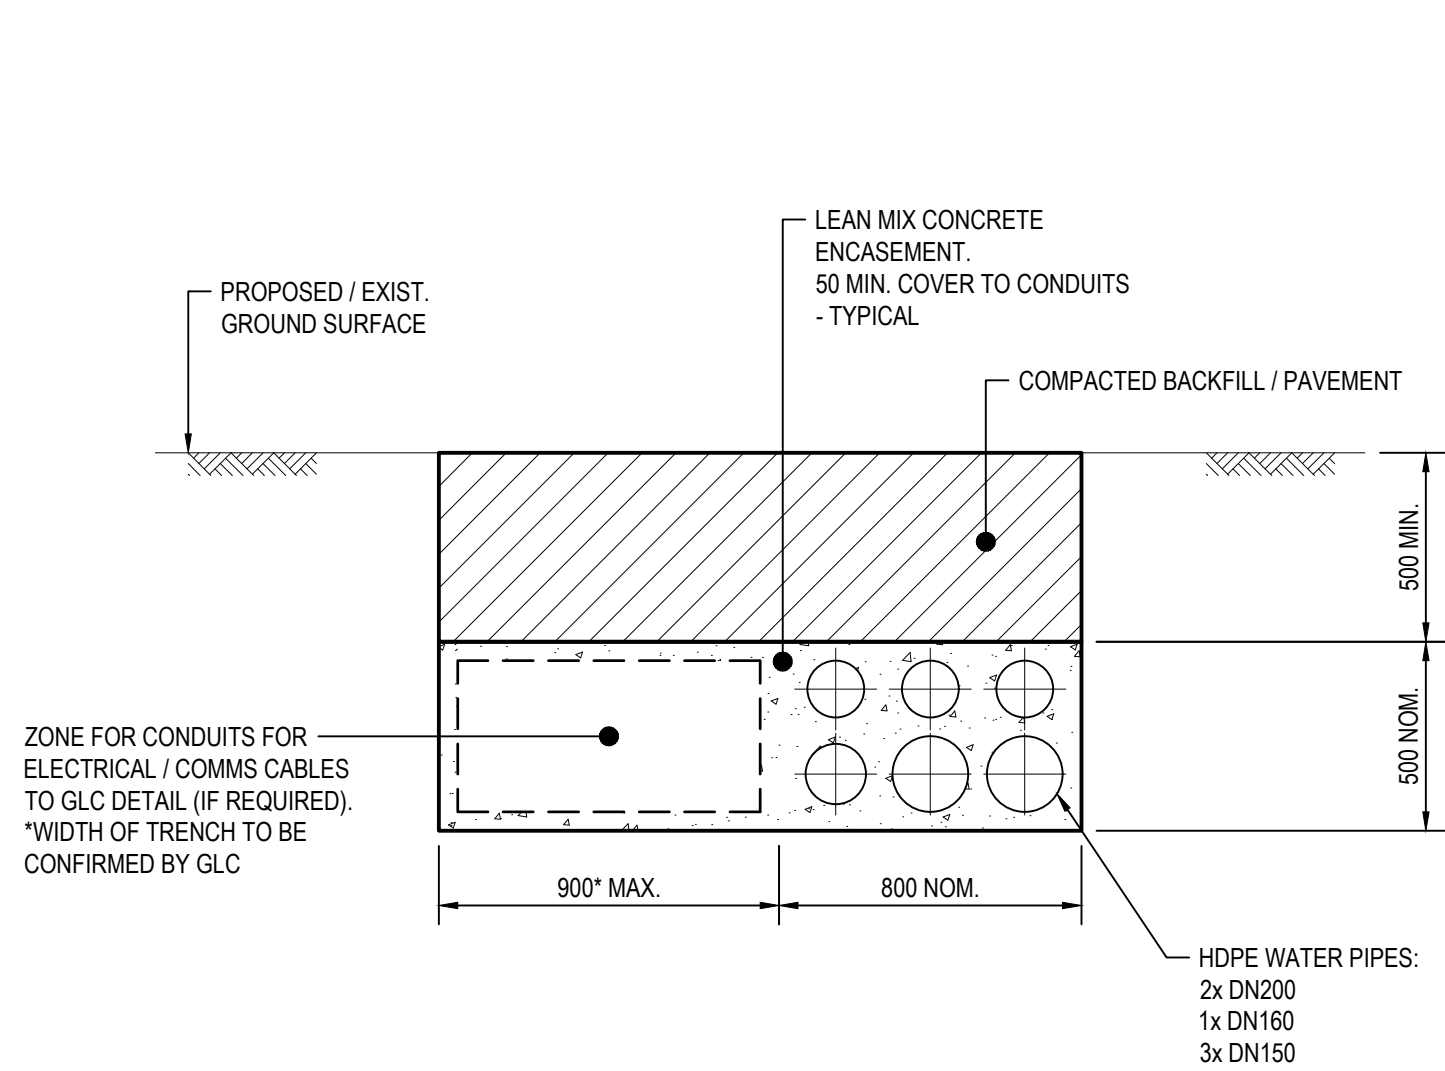 LEAN MIX CONCRETE
ENCASEMENT.
50 MIN. COVER TO CONDUITS
- TYPICAL
PROPOSED / EXIST.
GROUND SURFACE
COMPACTED BACKFILL / PAVEMENT
500 MIN.
500 NOM.
ZONE FOR CONDUITS FOR
ELECTRICAL / COMMS CABLES
TO GLC DETAIL (IF REQUIRED).
*WIDTH OF TRENCH TO BE
CONFIRMED BY GLC
900* MAX.
800 NOM.
HDPE WATER PIPES:
2x DN200
1x DN160
3x DN150